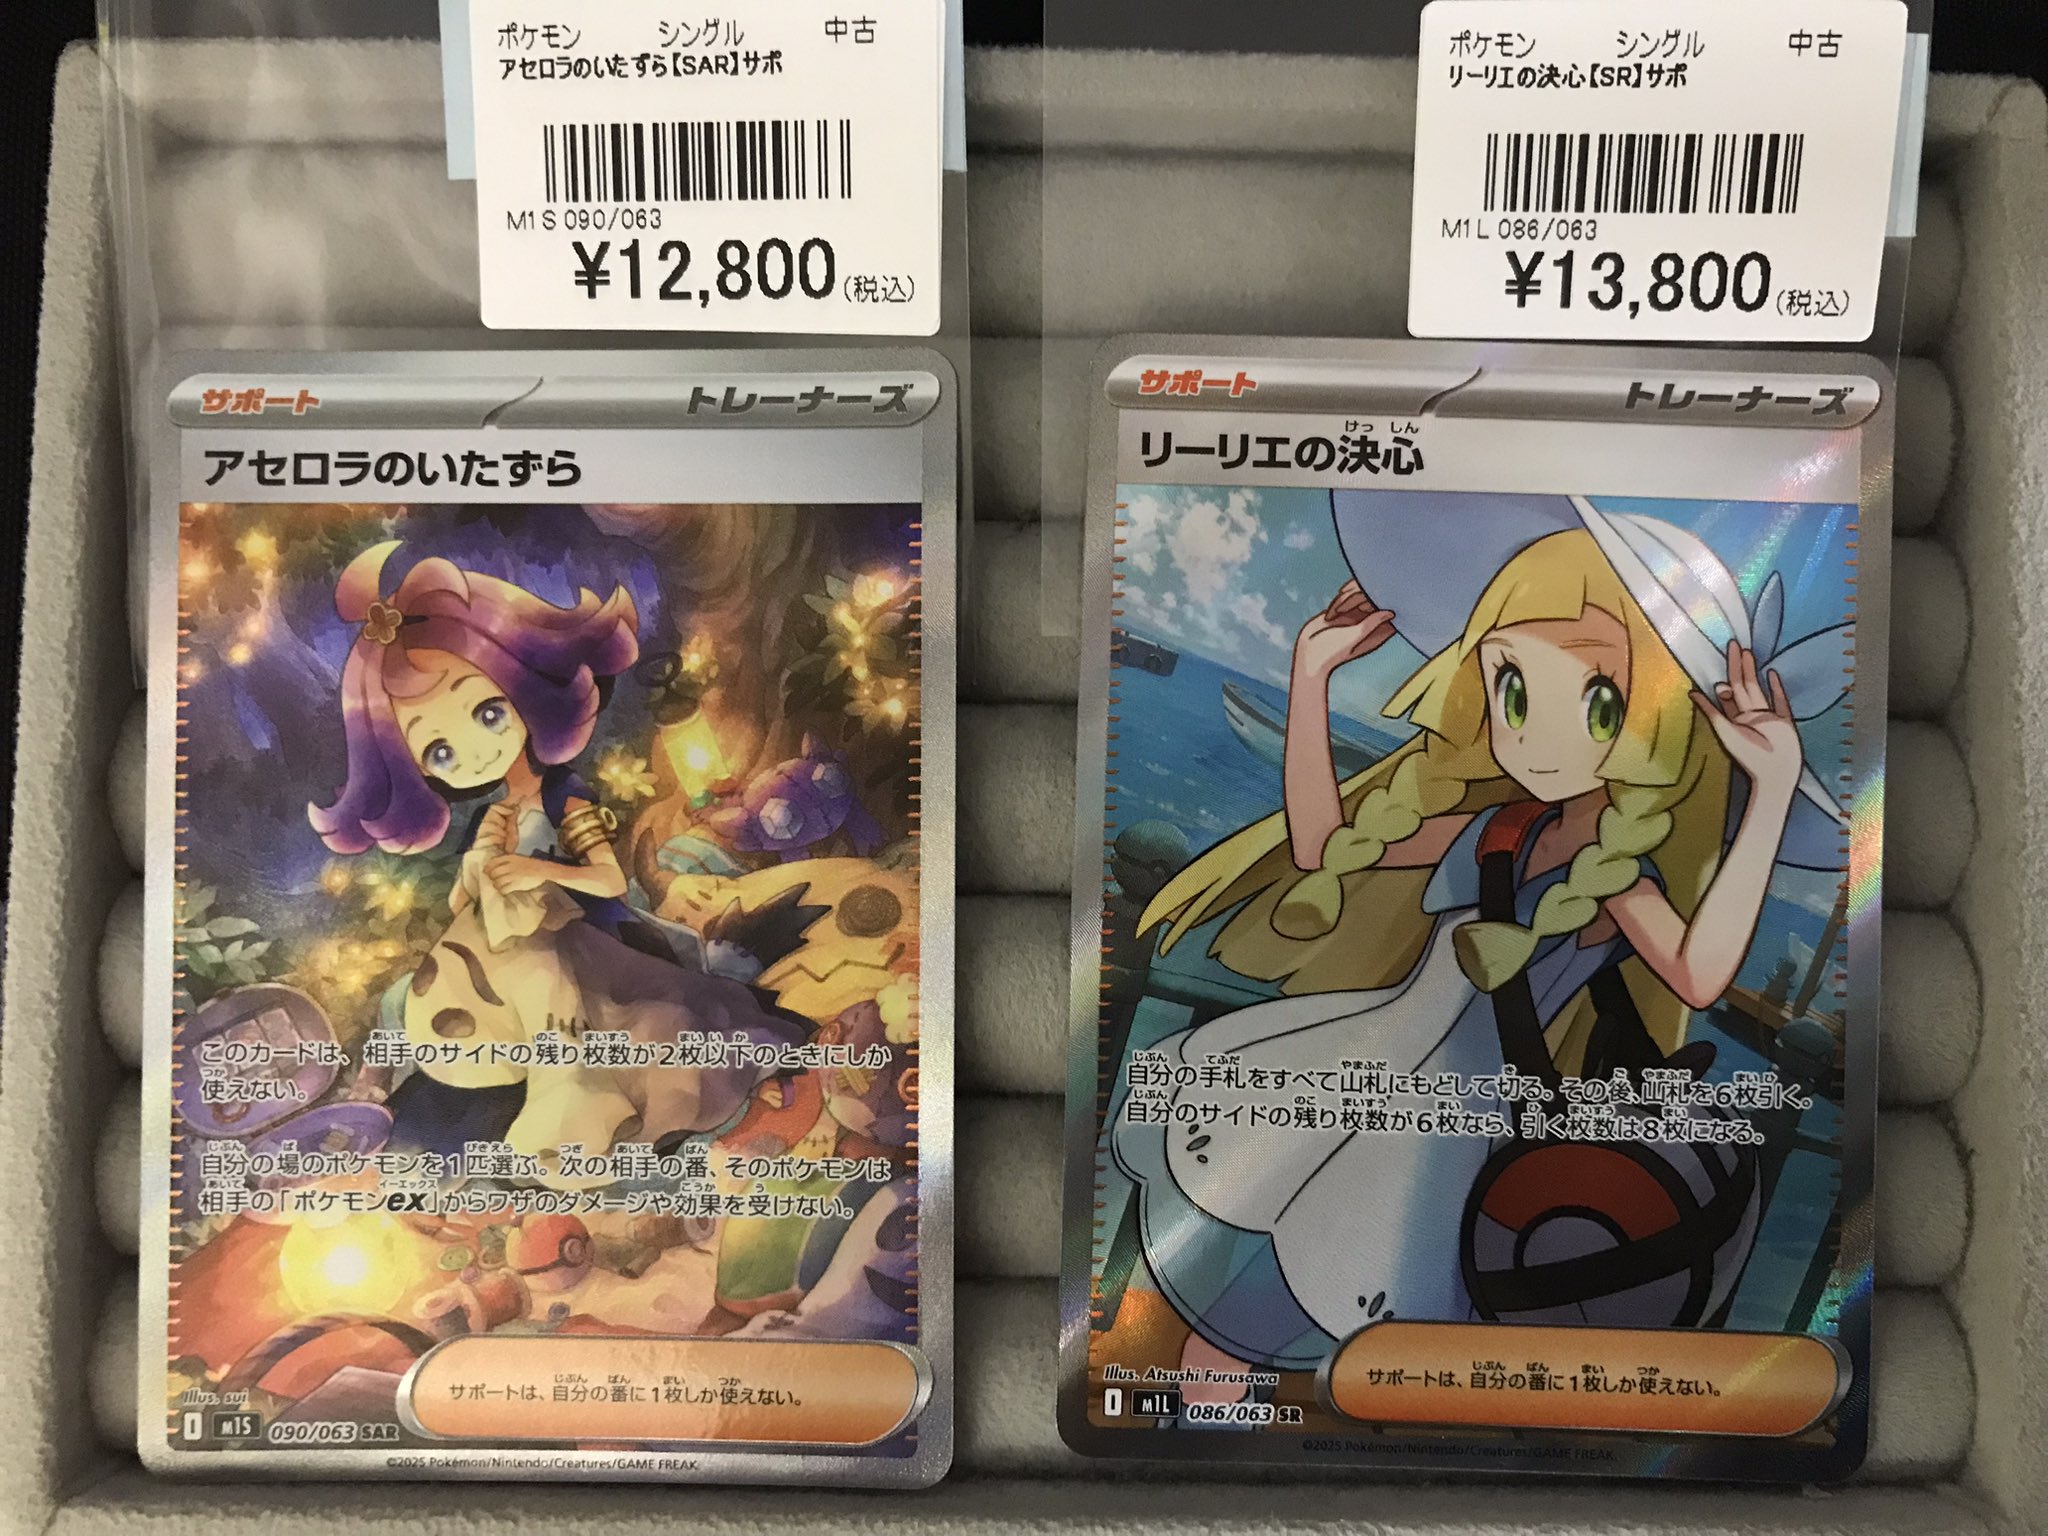 ポケモン シングル 中古
アセロラのいたずら【SAR】サポ
M1S 090/063
¥12,800(税込)
サポート トレーナーズ
アセロラのいたずら
このカードは、相手のサイドの残り枚数が2枚以下のときにしか
使えない。
自分の場のポケモンを1匹選ぶ。次の相手の番、そのポケモンは
相手の「ポケモンex」からワザのダメージや効果を受けない。
サポートは、自分の番に1枚しか使えない。
Illus. sui
I M1S 090/063 SAR
©2025 Pokémon/Nintendo/Creatures/GAME FREAK.
ポケモン シングル 中古
リーリエの決心【SR】サポ
M1L 086/063
¥13,800(税込)
サポート トレーナーズ
リーリエの決心
自分の手札をすべて山札にもどして切る。その後、山札を6枚引く。
自分のサイドの残り枚数が6枚なら、引く枚数は8枚になる。
サポートは、自分の番に1枚しか使えない。
Illus. Atsushi Furusawa
I M1L 086/063 SR
©2025 Pokémon/Nintendo/Creatures/GAME FREAK.